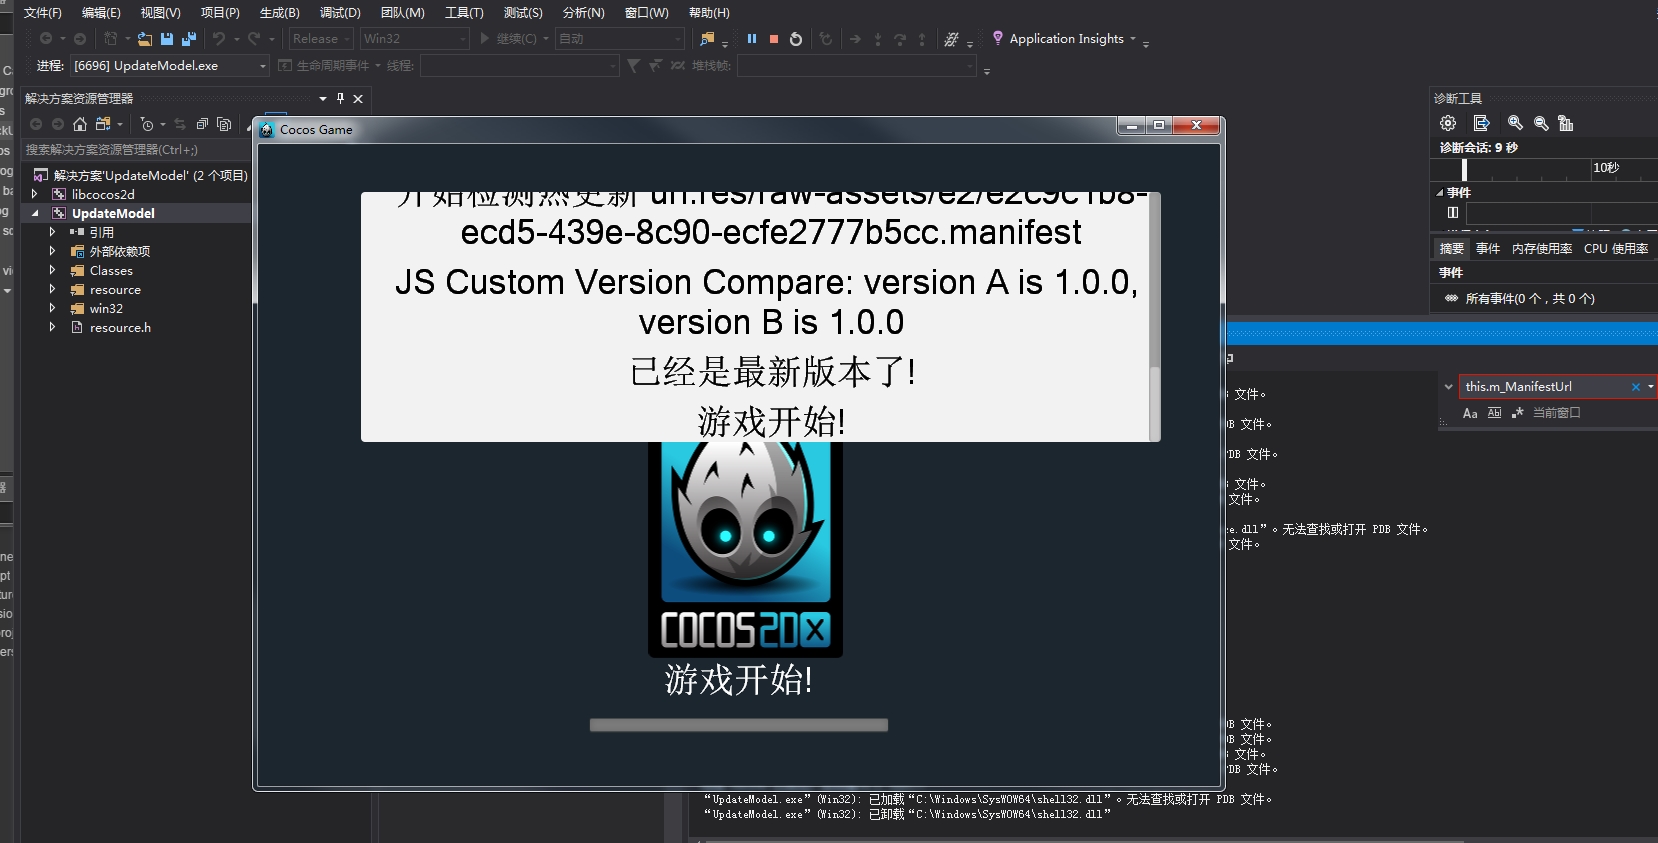 文件(F) 编辑(E) 视图(V) 项目(P) 生成(B) 调试(D) 团队(M) 工具(T) 测试(S) 分析(N) 窗口(W) 帮助(H)
Release Win32 继续(C) 自动 Application Insights
进程: [6696] UpdateModel.exe 生命周期事件 线程: 堆栈帧:
解决方案资源管理器
搜索解决方案资源管理器(Ctrl+;)
解决方案'UpdateModel' (2 个项目)
libcocos2d
UpdateModel
引用
外部依赖项
Classes
resource
win32
resource.h
Cocos Game
开始检测热更新 url:res/raw-assets/e2/e2c9c1b8-
ecd5-439e-8c90-ecfe2777b5cc.manifest
JS Custom Version Compare: version A is 1.0.0,
version B is 1.0.0
已经是最新版本了!
游戏开始!
COCOS2DX
游戏开始!
诊断工具
诊断会话: 9 秒
10秒
事件
摘要 事件 内存使用率 CPU 使用率
事件
所有事件(0 个，共 0 个)
this.m_ManifestUrl
Aa Ab 当前窗口
文件。
DB 文件。
PDB 文件。
文件。
文件。
e.dll”。无法查找或打开 PDB 文件。
文件。
DB 文件。
DB 文件。
文件。
PDB 文件。
“UpdateModel.exe”(Win32): 已加载“C:\Windows\SysWOW64\shell32.dll”。无法查找或打开 PDB 文件。
“UpdateModel.exe”(Win32): 已卸载“C:\Windows\SysWOW64\shell32.dll”